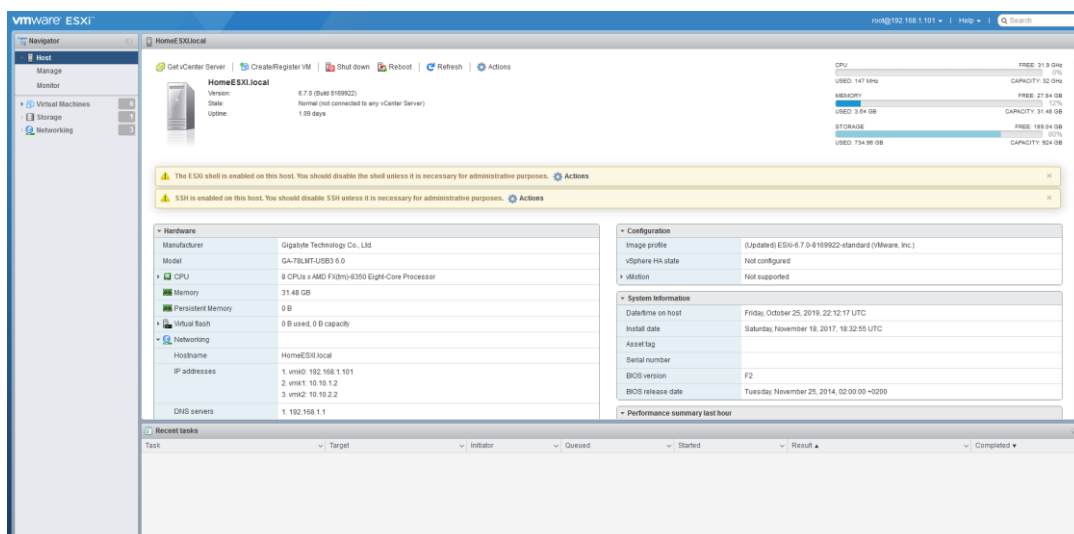 vmware ESXi
root@192.168.1.101 | Help | Search
Navigator
Host
Manage
Monitor
Virtual Machines 6
Storage 1
Networking 3
HomeESXI.local
Get vCenter Server | Create/Register VM | Shut down Reboot | Refresh | Actions
HomeESXI.local
Version: 6.7.0 (Build 8169922)
State: Normal (not connected to any vCenter Server)
Uptime: 1.09 days
CPU FREE: 31.9 GHz
0%
USED: 147 MHz CAPACITY: 32 GHz
MEMORY FREE: 27.84 GB
12%
USED: 3.64 GB CAPACITY: 31.48 GB
STORAGE FREE: 189.04 GB
80%
USED: 734.96 GB CAPACITY: 924 GB
The ESXi shell is enabled on this host. You should disable the shell unless it is necessary for administrative purposes. Actions
SSH is enabled on this host. You should disable SSH unless it is necessary for administrative purposes. Actions
Hardware
Manufacturer Gigabyte Technology Co., Ltd.
Model GA-78LMT-USB3 6.0
CPU 8 CPUs x AMD FX(tm)-8350 Eight-Core Processor
Memory 31.48 GB
Persistent Memory 0 B
Virtual flash 0 B used, 0 B capacity
Networking
Hostname HomeESXI.local
IP addresses 1. vmk0: 192.168.1.101
2. vmk1: 10.10.1.2
3. vmk2: 10.10.2.2
DNS servers 1. 192.168.1.1
Configuration
Image profile (Updated) ESXi-6.7.0-8169922-standard (VMware, Inc.)
vSphere HA state Not configured
vMotion Not supported
System Information
Date/time on host Friday, October 25, 2019, 22:12:17 UTC
Install date Saturday, November 18, 2017, 18:32:55 UTC
Asset tag
Serial number
BIOS version F2
BIOS release date Tuesday, November 25, 2014, 02:00:00 +0200
Performance summary last hour
Recent tasks
Task Target Initiator Queued Started Result Completed